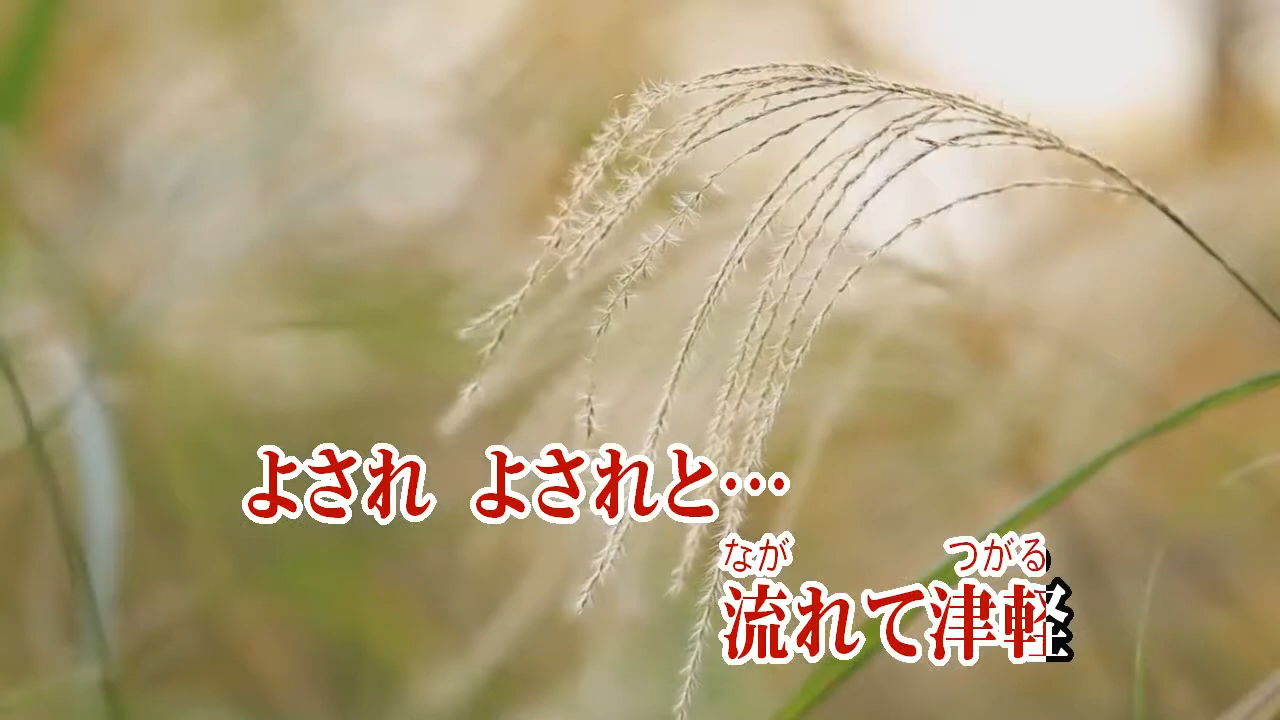 よされ よされと…
なが つがる
流れて津軽